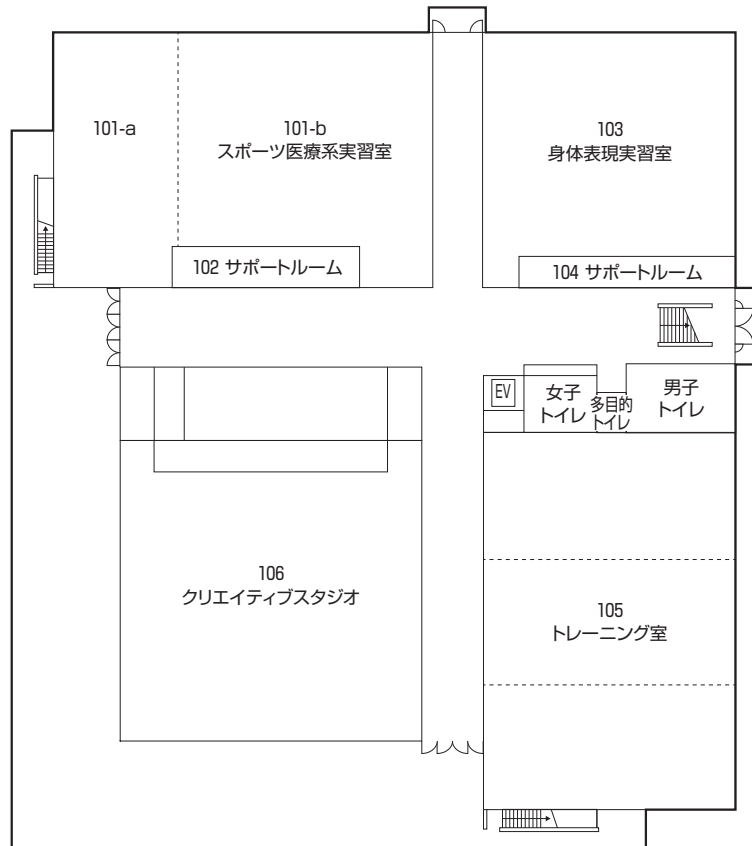 101-a
101-b
スポーツ医療系実習室
103
身体表現実習室
102 サポートルーム
104 サポートルーム
EV
女子
トイレ
多目的
トイレ
男子
トイレ
106
クリエイティブスタジオ
105
トレーニング室